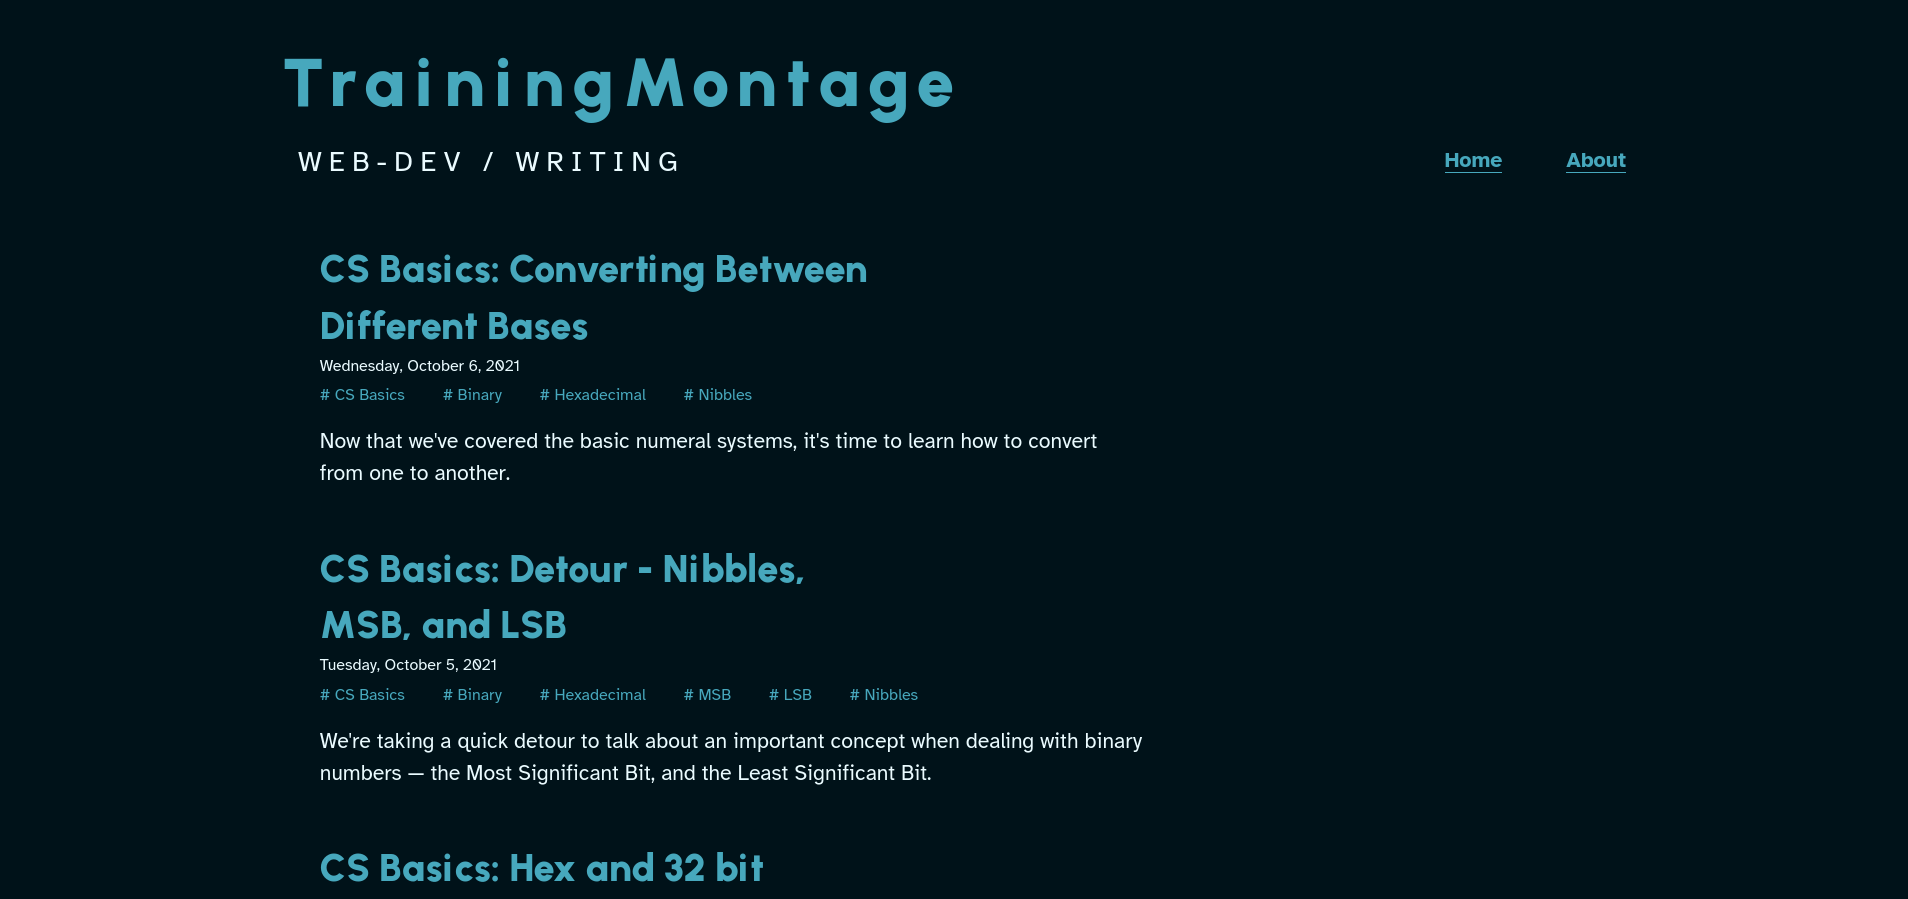 TrainingMontage
WEB-DEV / WRITING
Home About
CS Basics: Converting Between
Different Bases
Wednesday, October 6, 2021
# CS Basics # Binary # Hexadecimal # Nibbles
Now that we've covered the basic numeral systems, it's time to learn how to convert
from one to another.
CS Basics: Detour - Nibbles,
MSB, and LSB
Tuesday, October 5, 2021
# CS Basics # Binary # Hexadecimal # MSB # LSB # Nibbles
We're taking a quick detour to talk about an important concept when dealing with binary
numbers — the Most Significant Bit, and the Least Significant Bit.
CS Basics: Hex and 32 bit